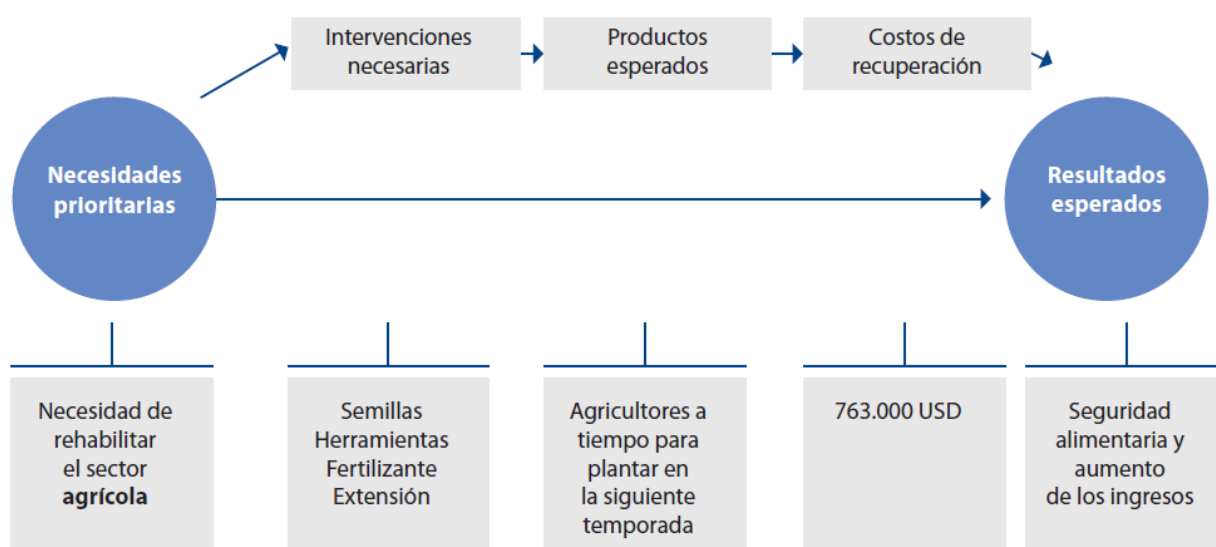 Intervenciones
necesarias
Productos
esperados
Costos de
recuperación
Necesidades
prioritarias
Resultados
esperados
Necesidad de
rehabilitar
el sector
agrícola
Semillas
Herramientas
Fertilizante
Extensión
Agricultores a
tiempo para
plantar en
la siguiente
temporada
763.000 USD
Seguridad
alimentaria y
aumento
de los ingresos